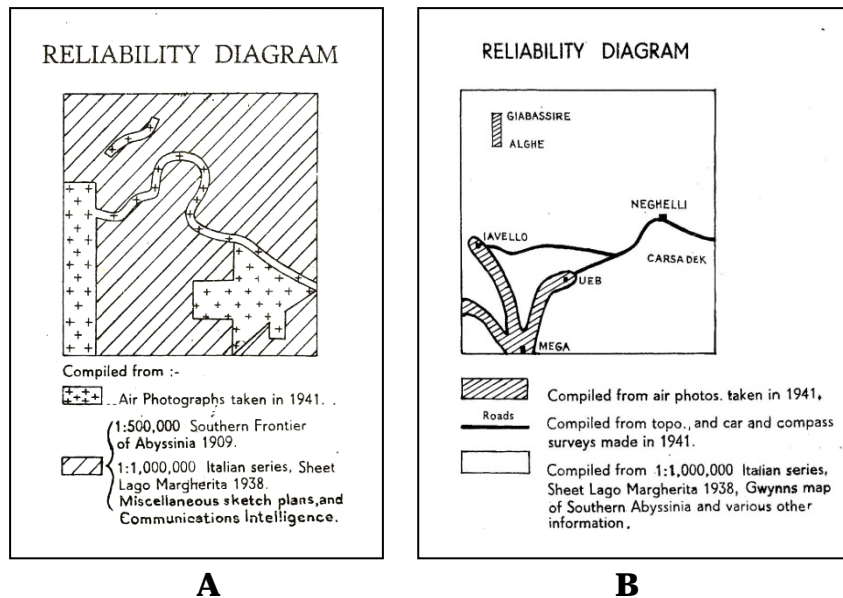 RELIABILITY DIAGRAM
Compiled from :-
Air Photographs taken in 1941.
1:500,000 Southern Frontier
of Abyssinia 1909.
1:1,000,000 Italian series, Sheet
Lago Margherita 1938.
Miscellaneous sketch plans, and
Communications Intelligence.
A
RELIABILITY DIAGRAM
GIABASSIRE
ALGHE
NEGHELLI
IAVELLO
CARSA DEK
UEB
MEGA
Compiled from air photos. taken in 1941.
Roads
Compiled from topo., and car and compass
surveys made in 1941.
Compiled from 1:1,000,000 Italian series,
Sheet Lago Margherita 1938, Gwynns map
of Southern Abyssinia and various other
information.
B